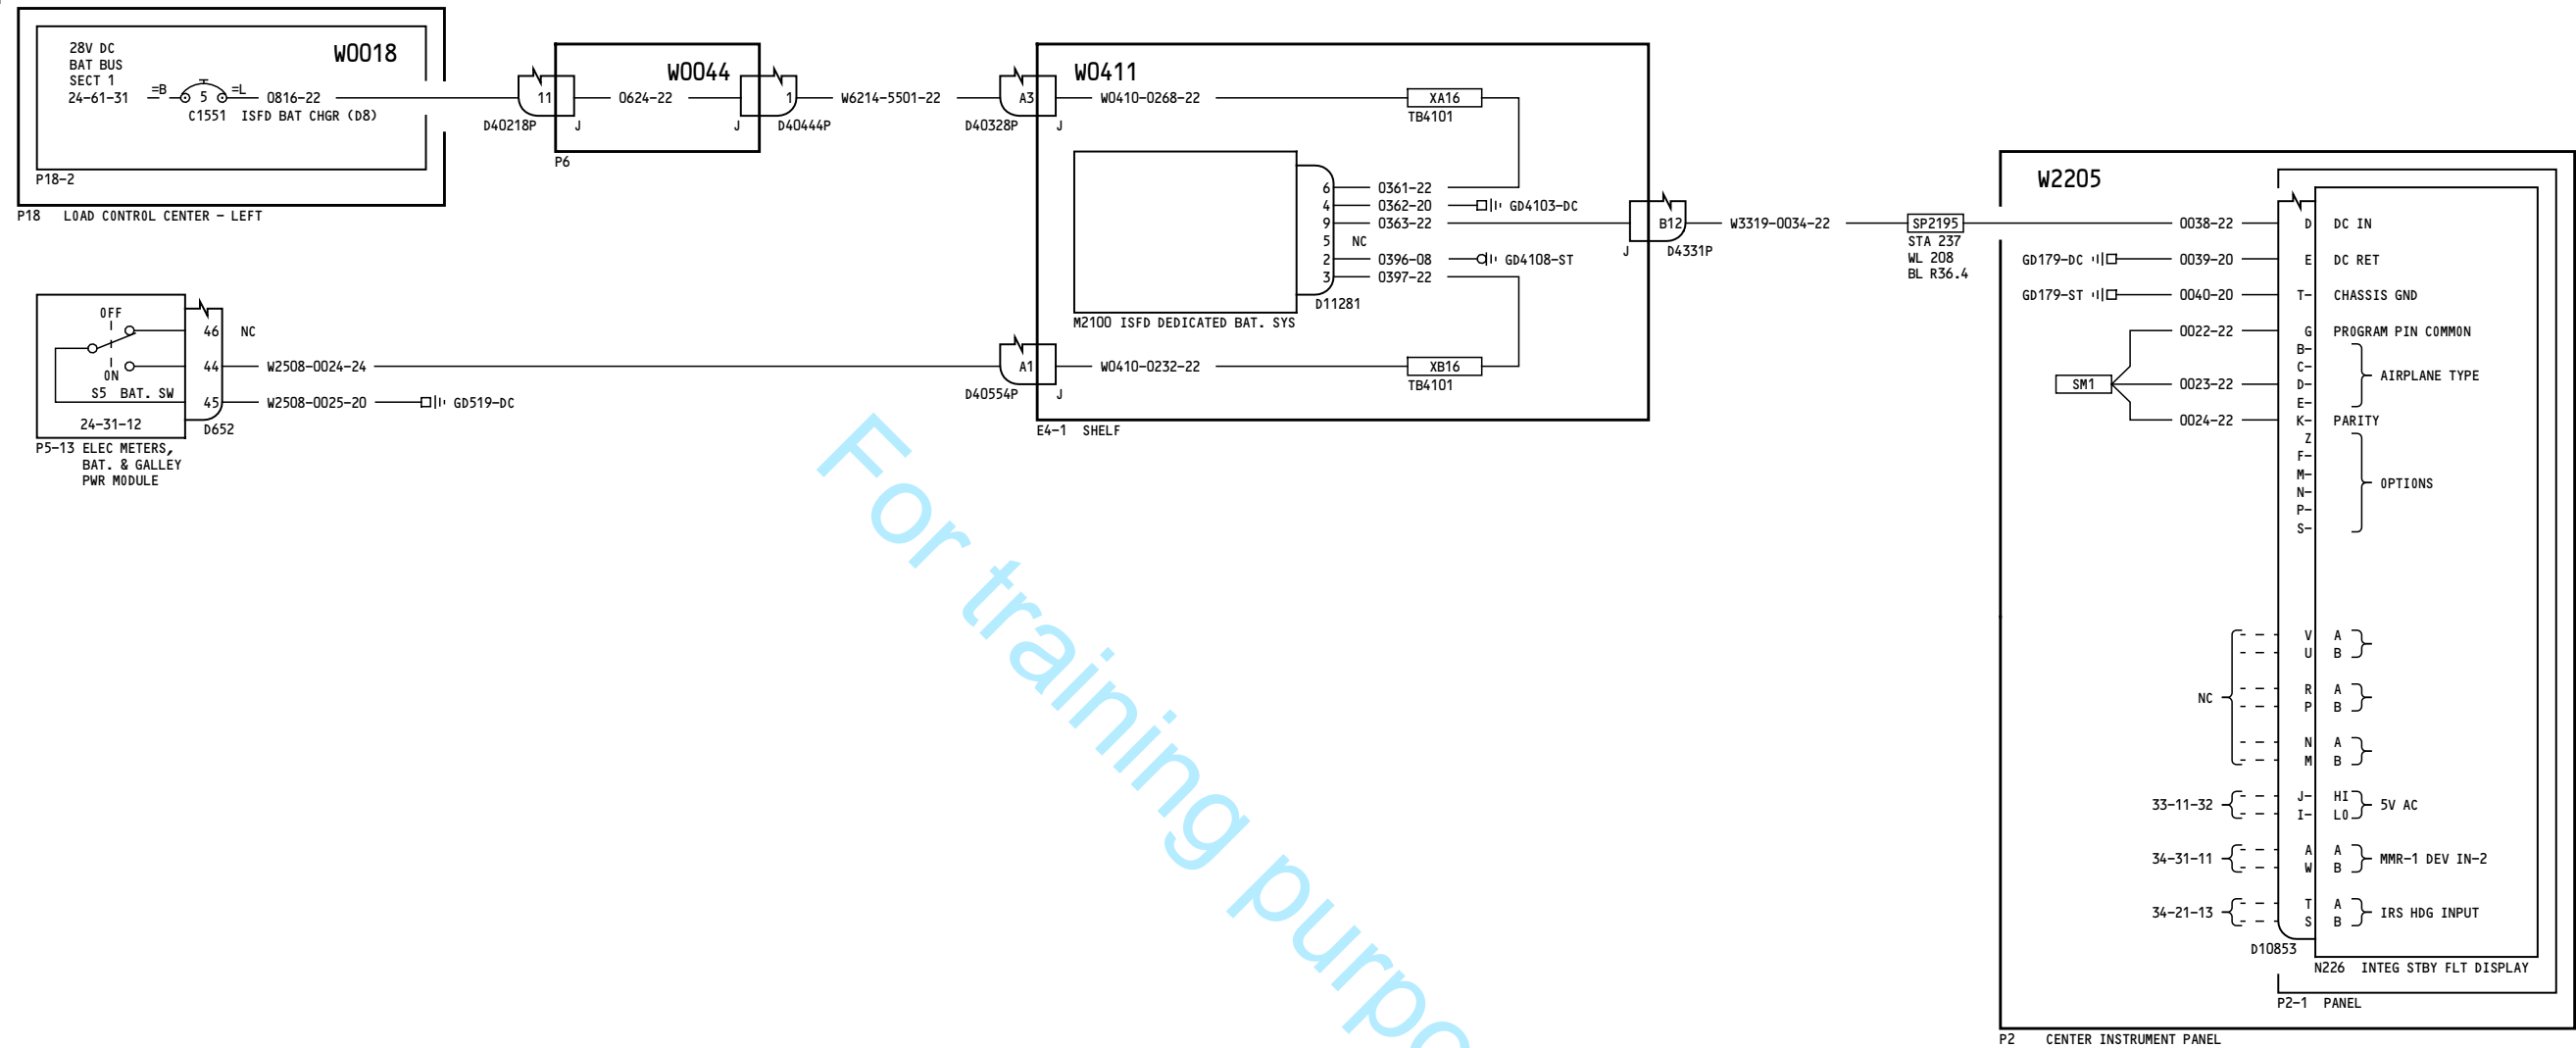 28V DC
BAT BUS
SECT 1
24-61-31
=B
5
=L
0816-22
C1551 ISFD BAT CHGR (D8)
W0018
P18-2
P18 LOAD CONTROL CENTER - LEFT
11
D40218P
J
0624-22
W0044
J
1
D40444P
P6
W6214-5501-22
A3
D40328P
J
W0411
W0410-0268-22
XA16
TB4101
6 0361-22
4 0362-20 GD4103-DC
9 0363-22
5 NC
2 0396-08 GD4108-ST
3 0397-22
D11281
M2100 ISFD DEDICATED BAT. SYS
J
B12
D4331P
W3319-0034-22
SP2195
STA 237
WL 208
BL R36.4
OFF
ON
S5 BAT. SW
24-31-12
P5-13 ELEC METERS,
BAT. & GALLEY
PWR MODULE
46 NC
44 W2508-0024-24
45 W2508-0025-20 GD519-DC
D652
A1
D40554P
J
W0410-0232-22
XB16
TB4101
E4-1 SHELF
W2205
0038-22 D DC IN
GD179-DC 0039-20 E DC RET
GD179-ST 0040-20 T- CHASSIS GND
0022-22 G PROGRAM PIN COMMON
B-
C-
SM1 0023-22 D- AIRPLANE TYPE
E-
0024-22 K- PARITY
Z
F-
M-
N- OPTIONS
P-
S-
V A
U B
NC
R A
P B
N A
M B
33-11-32
J- HI
I- LO
5V AC
34-31-11
A A
W B
MMR-1 DEV IN-2
34-21-13
T A
S B
IRS HDG INPUT
D10853
N226 INTEG STBY FLT DISPLAY
P2-1 PANEL
P2 CENTER INSTRUMENT PANEL
For training purpo